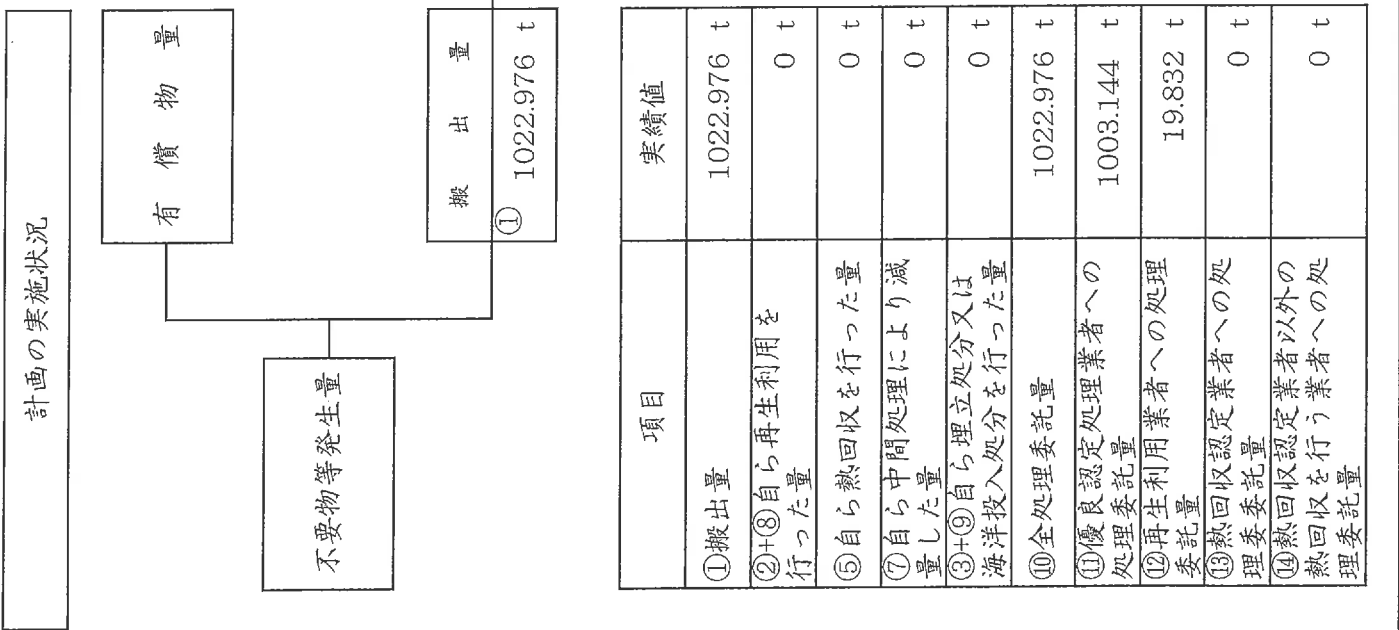 計画の実施状況
有償物量
不要物等発生量
搬出量
① 1022.976 t
項目 実績値
①搬出量 1022.976 t
②+⑧自ら再生利用を
行った量 0 t
⑤自ら熱回収を行った量 0 t
⑦自ら中間処理により減
量した量 0 t
③+⑨自ら埋立処分又は
海洋投入処分を行った量 0 t
⑩全処理委託量 1022.976 t
⑪優良認定処理業者への
処理委託量 1003.144 t
⑫再生利用業者への処理
委託量 19.832 t
⑬熱回収認定業者への処
理委委託量 0 t
⑭熱回収認定業者以外の
熱回収を行う業者への処
理委託量 0 t